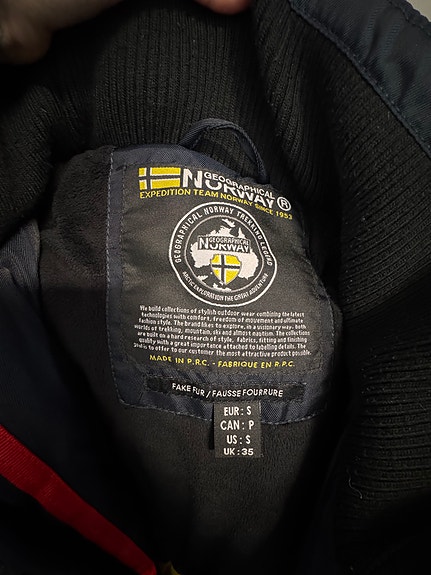 GEOGRAPHICAL
NORWAY®
EXPEDITION TEAM NORWAY SINCE 1953
GEOGRAPHICAL NORWAY TREKKING LEGEND
GEOGRAPHICAL
NORWAY
ARCTIC EXPLORATION THE GREAT ADVENTURE
We build collections of stylish outdoor wear combining the latest
technologies with comfort, freedom of movement and ultimate
fashion style. The brand likes to explore, in a visionary way, both
worlds of trekking, mountain, ski and almost nautism. The collections
are built on a hard research of style, fabrics, fitting and finishing
quality with a great importance attached to labelling details. The
is to offer to our customer the most attractive product possible.
MADE IN P.R.C. - FABRIQUE EN R.P.C.
FAKE FUR / FAUSSE FOURRURE
EUR : S
CAN : P
US : S
UK : 35